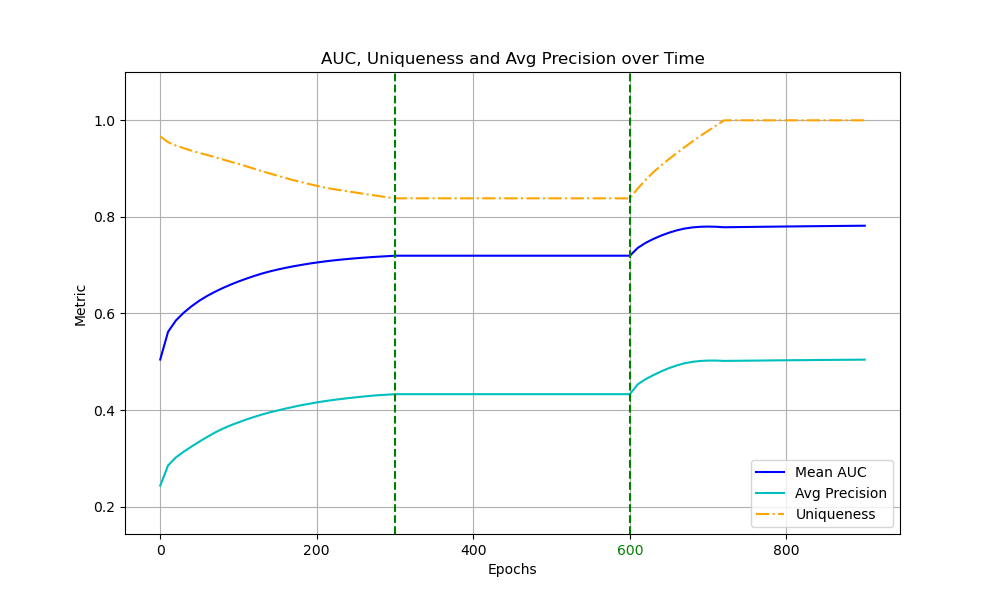 AUC, Uniqueness and Avg Precision over Time
Metric
1.0
0.8
0.6
0.4
0.2
Mean AUC
Avg Precision
Uniqueness
0 200 400 600 800
Epochs